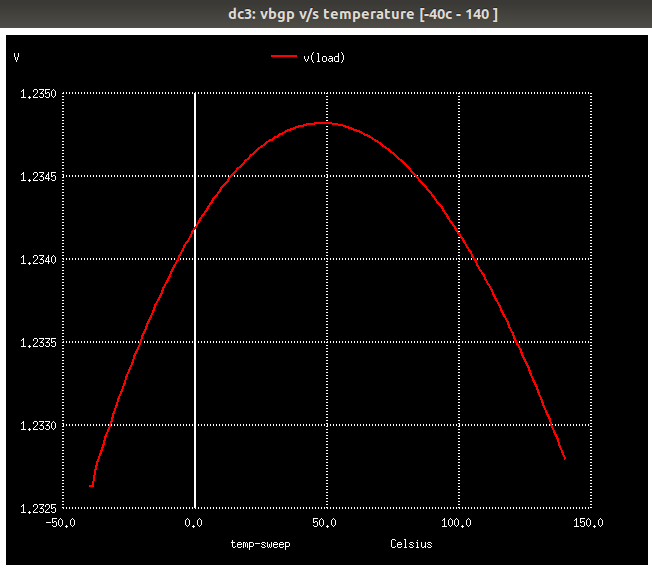 dc3: vbgp v/s temperature [-40c - 140 ]
V
v(load)
1.2350
1.2345
1.2340
1.2335
1.2330
1.2325
-50.0 0.0 50.0 100.0 150.0
temp-sweep Celsius